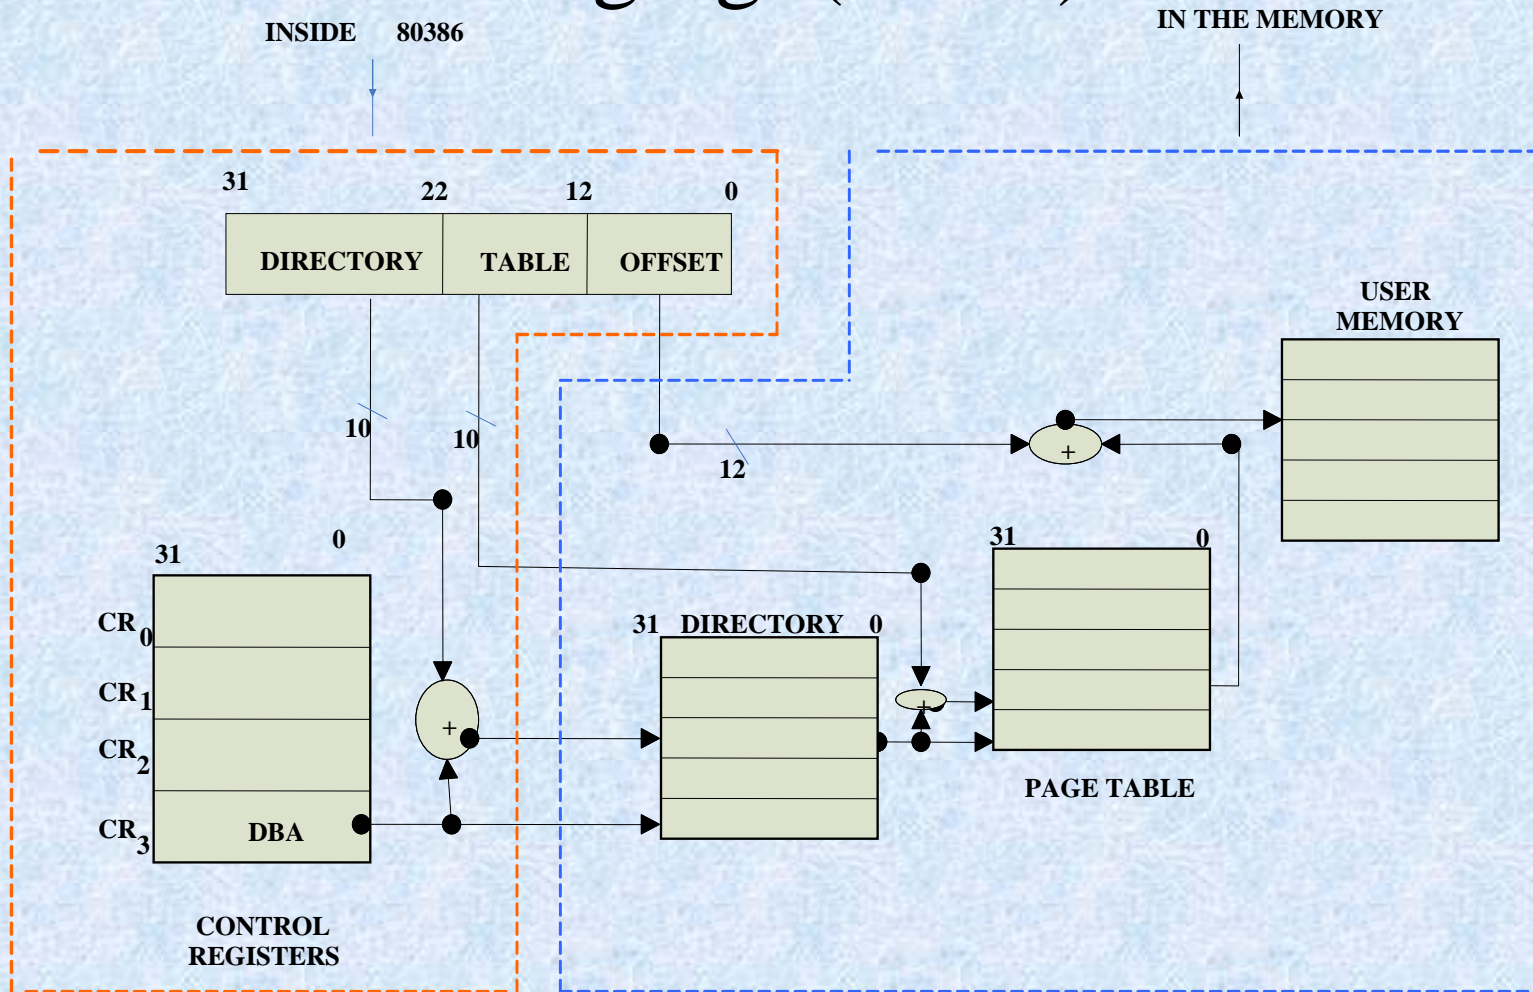 INSIDE 80386
IN THE MEMORY
31 22 12 0
DIRECTORY TABLE OFFSET
USER
MEMORY
10
10
12
+
31 0
31 0
CR0
CR1
CR2
CR3
DBA
+
31 DIRECTORY 0
+
PAGE TABLE
CONTROL
REGISTERS